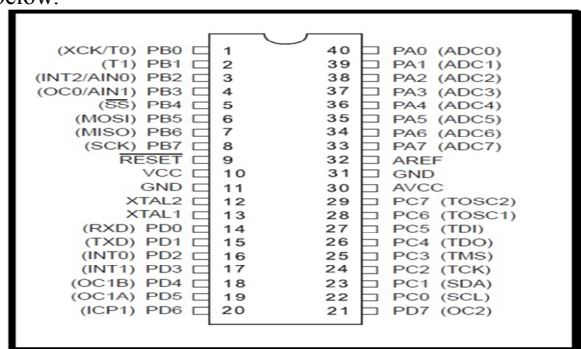 below.
(XCK/T0) PB0 1 40 PA0 (ADC0)
(T1) PB1 2 39 PA1 (ADC1)
(INT2/AIN0) PB2 3 38 PA2 (ADC2)
(OC0/AIN1) PB3 4 37 PA3 (ADC3)
(SS) PB4 5 36 PA4 (ADC4)
(MOSI) PB5 6 35 PA5 (ADC5)
(MISO) PB6 7 34 PA6 (ADC6)
(SCK) PB7 8 33 PA7 (ADC7)
RESET 9 32 AREF
VCC 10 31 GND
GND 11 30 AVCC
XTAL2 12 29 PC7 (TOSC2)
XTAL1 13 28 PC6 (TOSC1)
(RXD) PD0 14 27 PC5 (TDI)
(TXD) PD1 15 26 PC4 (TDO)
(INT0) PD2 16 25 PC3 (TMS)
(INT1) PD3 17 24 PC2 (TCK)
(OC1B) PD4 18 23 PC1 (SDA)
(OC1A) PD5 19 22 PC0 (SCL)
(ICP1) PD6 20 21 PD7 (OC2)